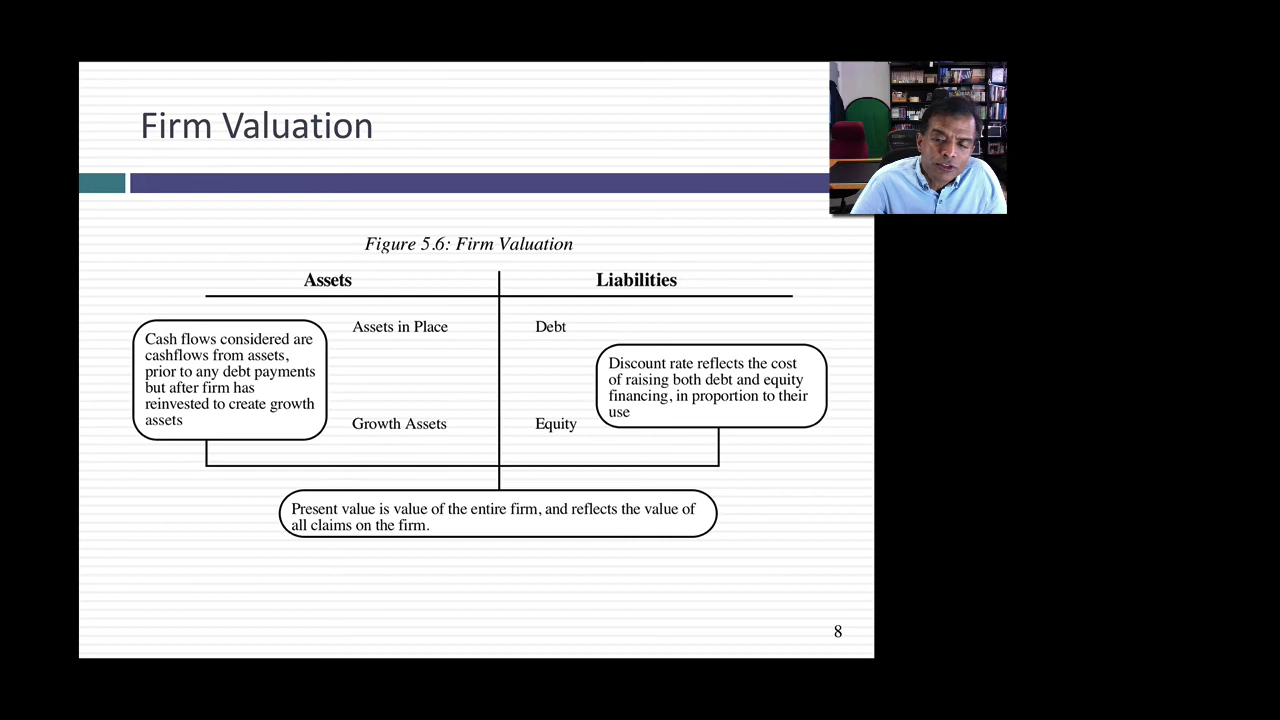 Firm Valuation
Figure 5.6: Firm Valuation
Assets
Liabilities
Assets in Place
Debt
Cash flows considered are
cashflows from assets,
prior to any debt payments
but after firm has
reinvested to create growth
assets
Discount rate reflects the cost
of raising both debt and equity
financing, in proportion to their
use
Growth Assets
Equity
Present value is value of the entire firm, and reflects the value of
all claims on the firm.
8